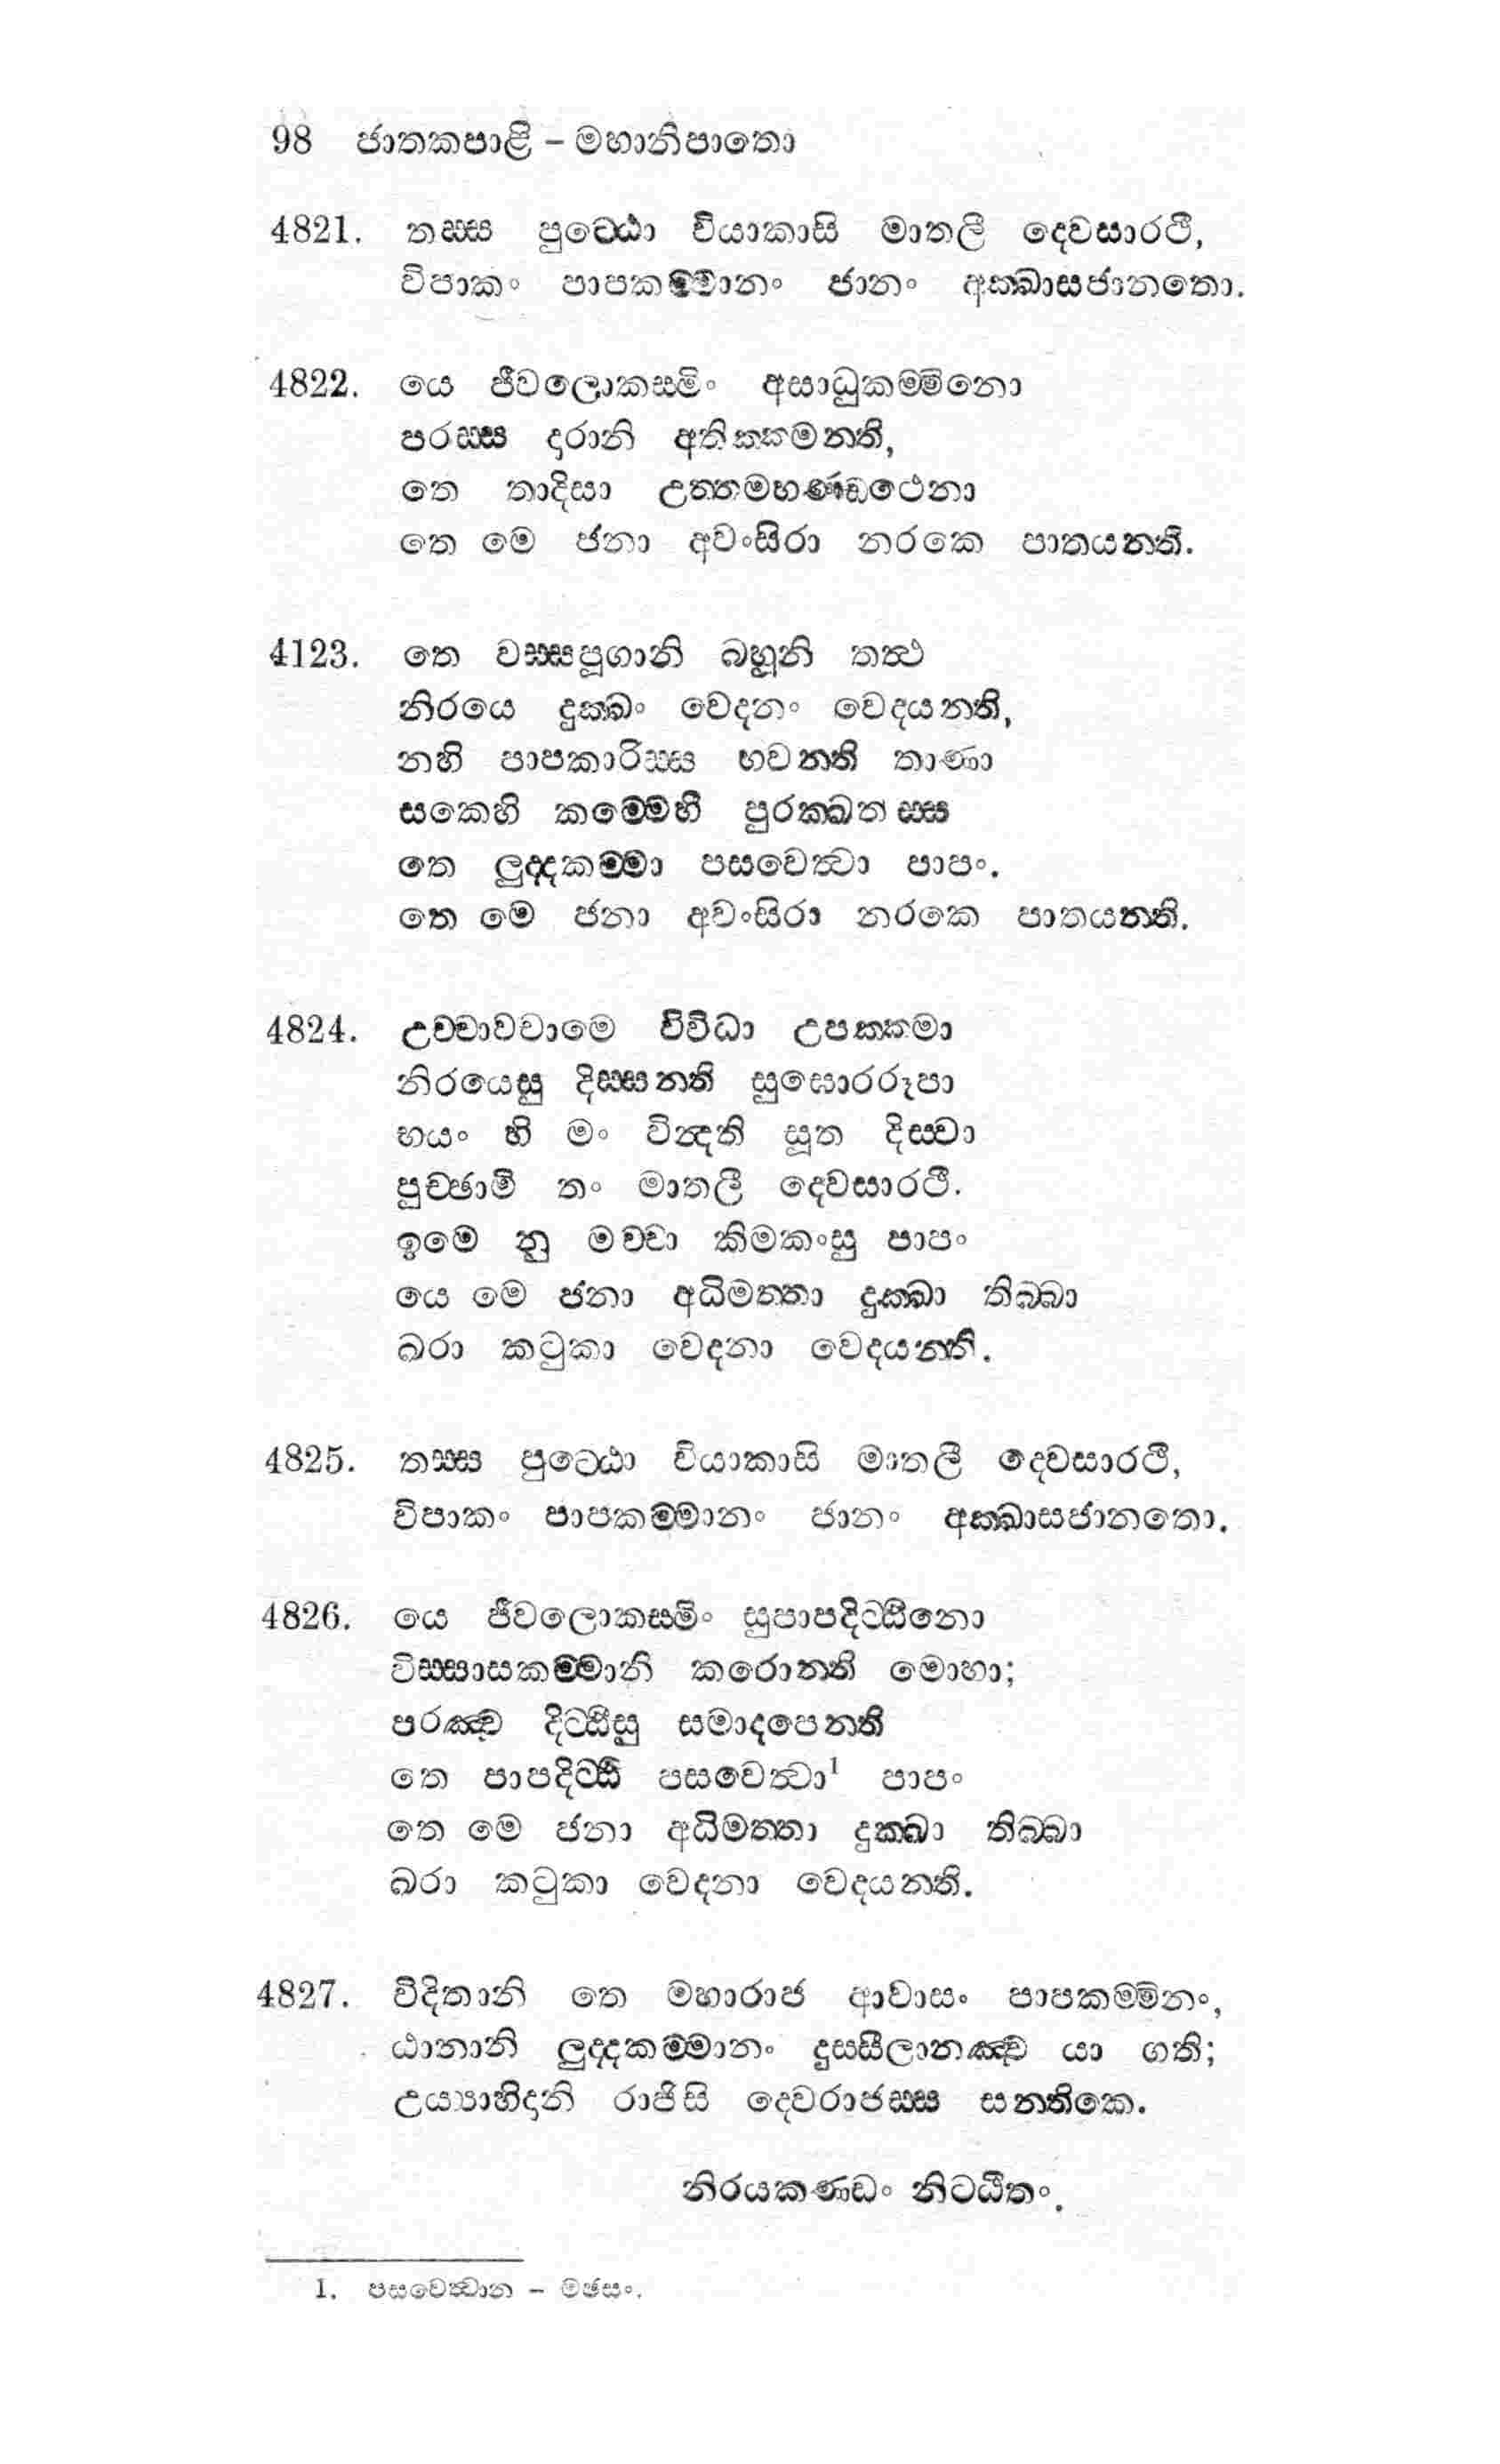 98 ජාතකපාළි – මහානිපාතො
4821. තස්ස පුට්ඨො වියාකාසි මාතලි දෙවසාරථී,
විපාකං පාපකම්මානං ජානං අක්ඛාසජානතො.
4822. යෙ ජීවලොකස්මිං අසාධුකම්මිනො
පරස්ස දාරානි අතික්කමන්ති,
තෙ තාදිසා උත්තමභණ්ඩථෙනා
තෙ මෙ ජනා අවංසිරා නරකෙ පාතයන්ති.
4123. තෙ වස්සපූගානි බහූනි තත්ථ
නිරයෙ දුක්ඛං වෙදනං වෙදයන්ති,
නහි පාපකාරිස්ස භවන්ති තාණා
සකෙහි කම්මෙහි පුරක්ඛතස්ස
තෙ ලුද්දකම්මා පසවෙත්වා පාපං.
තෙ මෙ ජනා අවංසිරා නරකෙ පාතයන්ති.
4824. උච්චාවචාමෙ විවිධා උපක්කමා
නිරයෙසු දිස්සන්ති සුඝොරරූපා
භයං හි මං වින්දති සූත දිස්වා
පුච්ඡාමි තං මාතලි දෙවසාරථි.
ඉමෙ නු මච්චා කිමකංසු පාපං
යෙ මෙ ජනා අධිමත්තා දුක්ඛා තිබ්බා
ඛරා කටුකා වෙදනා වෙදයන්ති.
4825. තස්ස පුට්ඨො වියාකාසි මාතලි දෙවසාරථී,
විපාකං පාපකම්මානං ජානං අක්ඛාසජානතො.
4826. යෙ ජීවලොකස්මිං සුපාපදිට්ඨිනො
විස්සාසකම්මානි කරොන්ති මොහා;
පරඤ්ච දිට්ඨිසු සමාදපෙන්ති
තෙ පාපදිට්ඨි පසවෙත්වා¹ පාපං
තෙ මෙ ජනා අධිමත්තා දුක්ඛා තිබ්බා
ඛරා කටුකා වෙදනා වෙදයන්ති.
4827. විදිතානි තෙ මහාරාජ ආවාසං පාපකම්මිනං,
ඨානානි ලුද්දකම්මානං දුස්සීලානඤ්ච යා ගති;
උය්‍යාහිදානි රාජිසි දෙවරාජස්ස සන්තිකෙ.
නිරයකණ්ඩං නිට්ඨිතං.
1. පසවෙත්වාන – මඡසං.